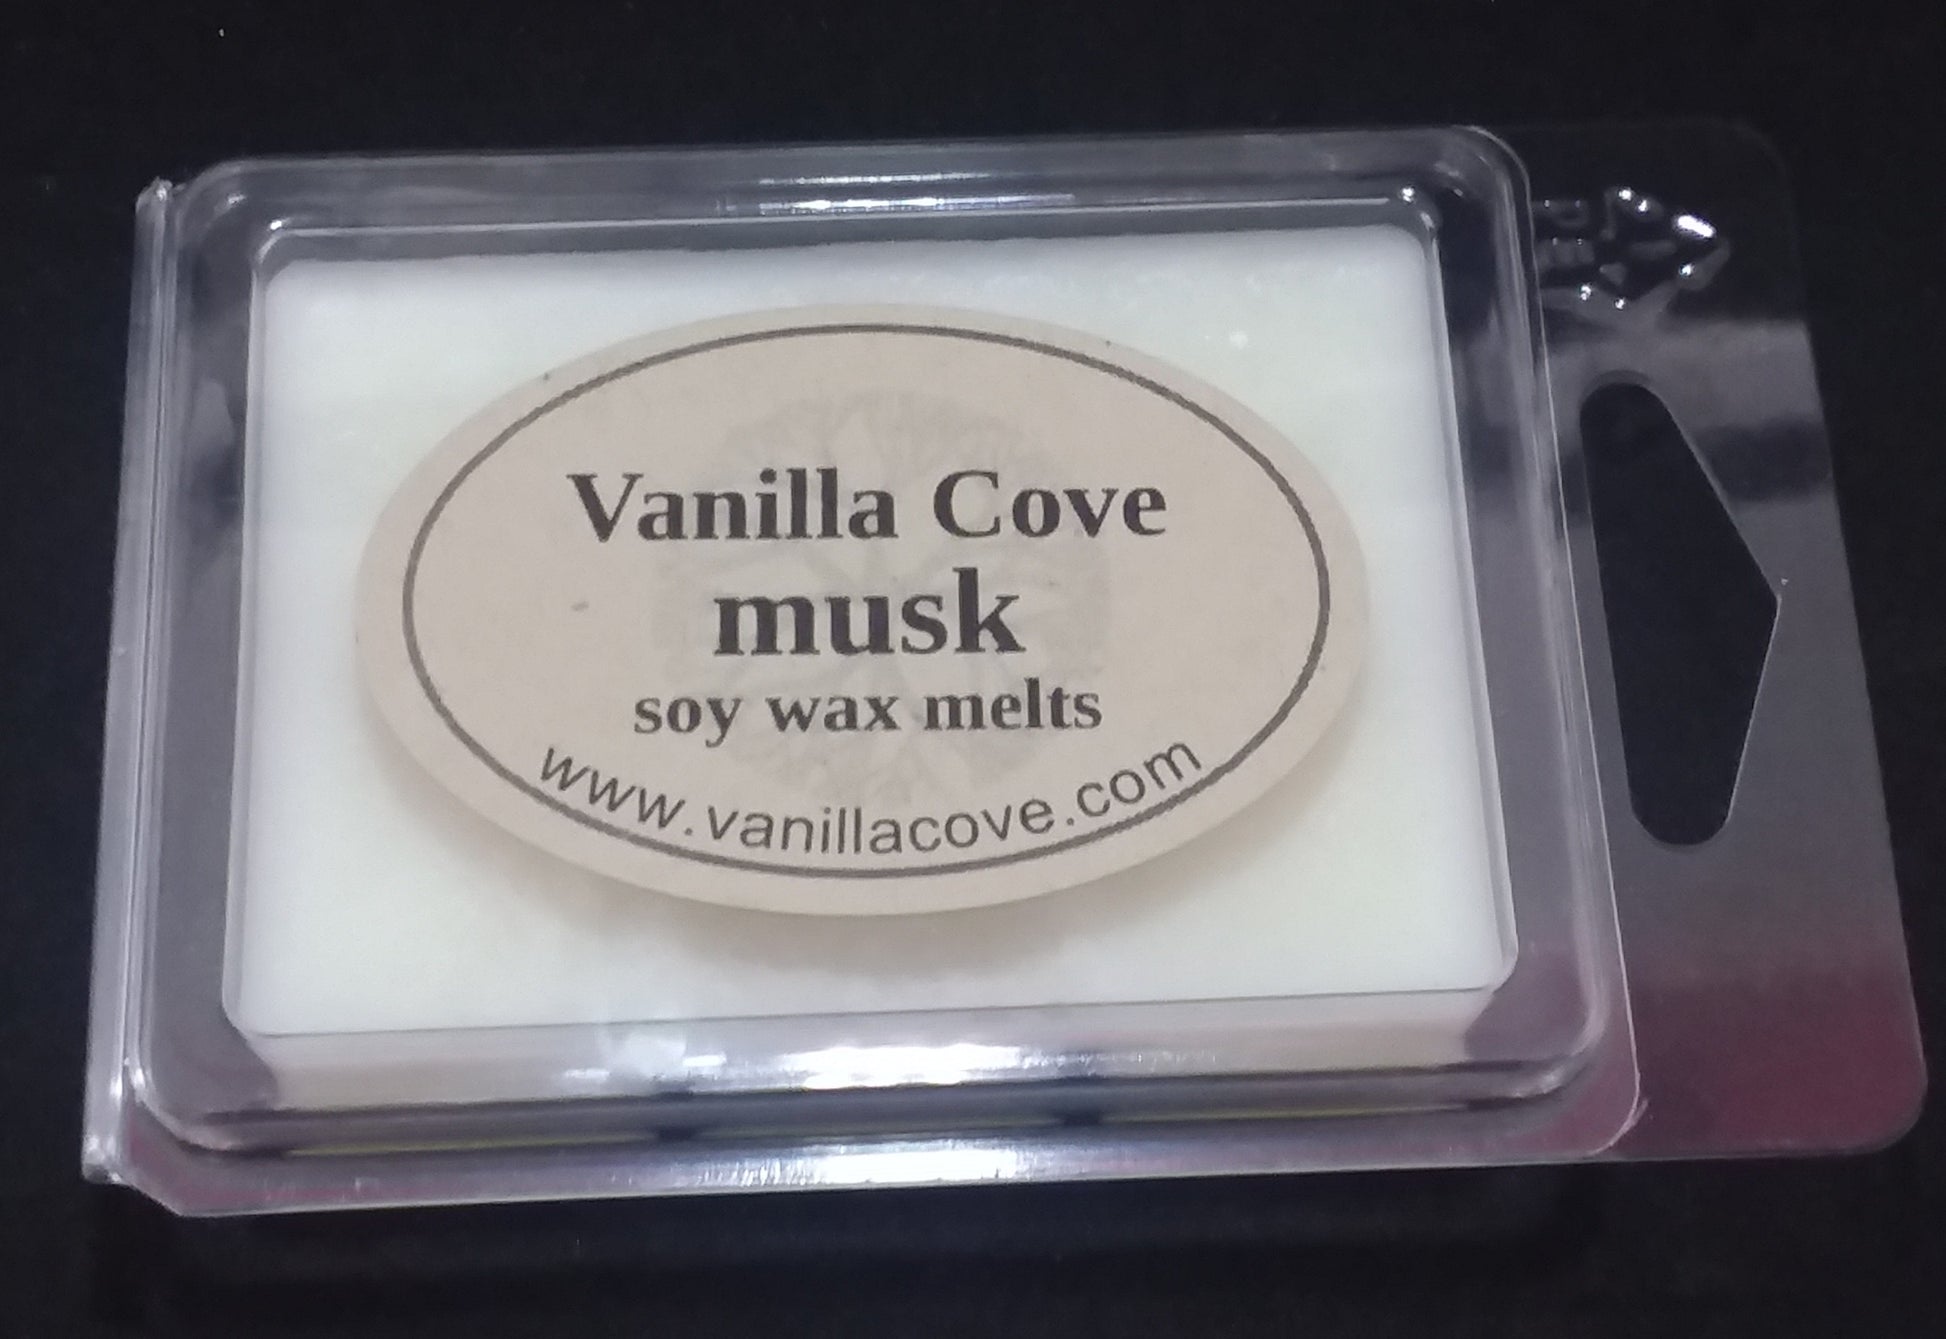 Vanilla Cove
musk
soy wax melts
www.vanillacove.com